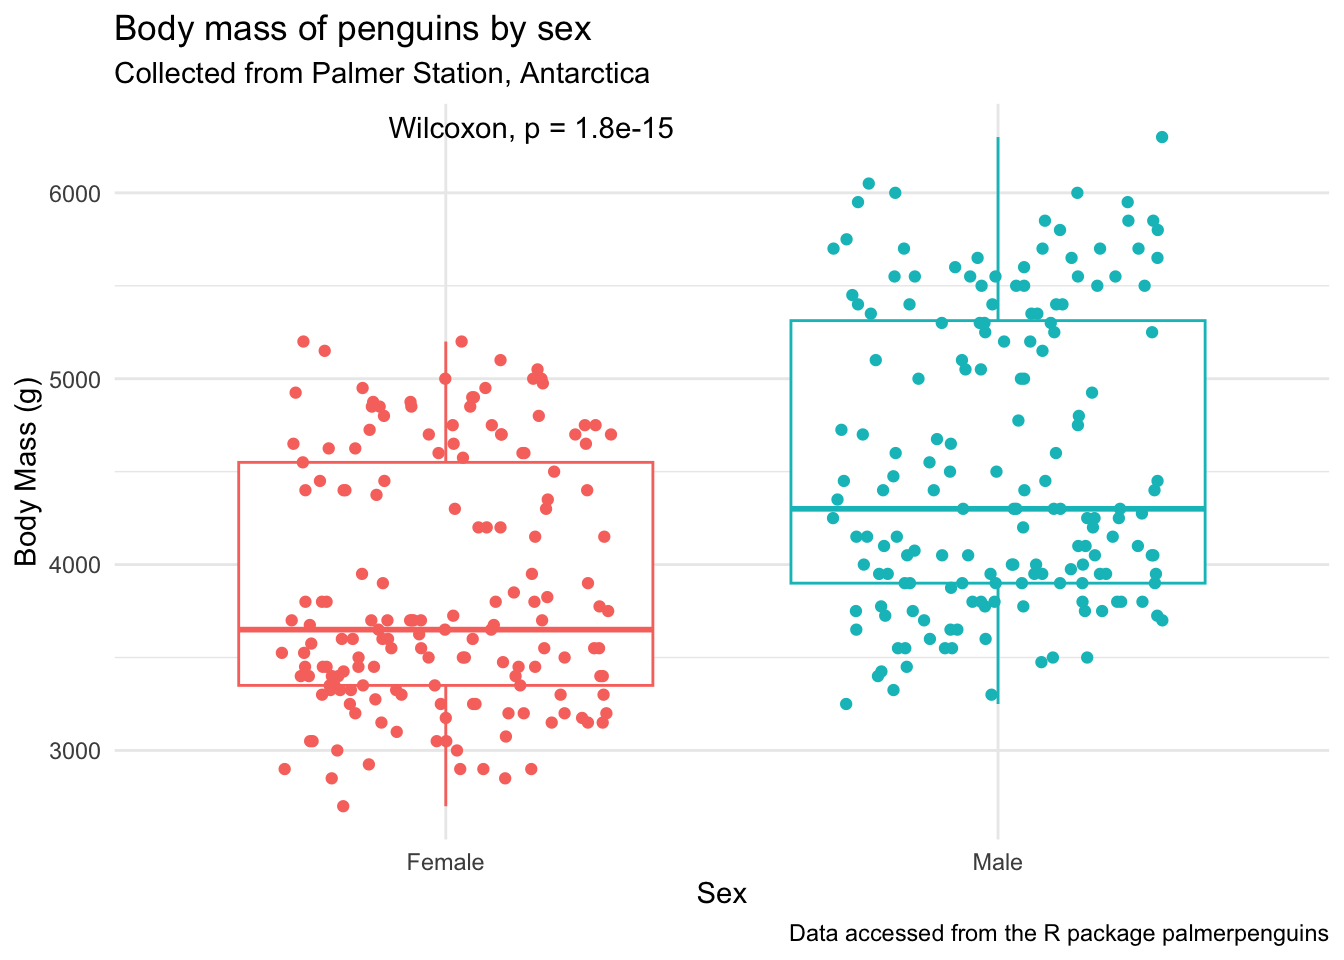 Body mass of penguins by sex
Collected from Palmer Station, Antarctica
Wilcoxon, p = 1.8e-15
6000
5000
4000
3000
Body Mass (g)
Female
Male
Sex
Data accessed from the R package palmerpenguins